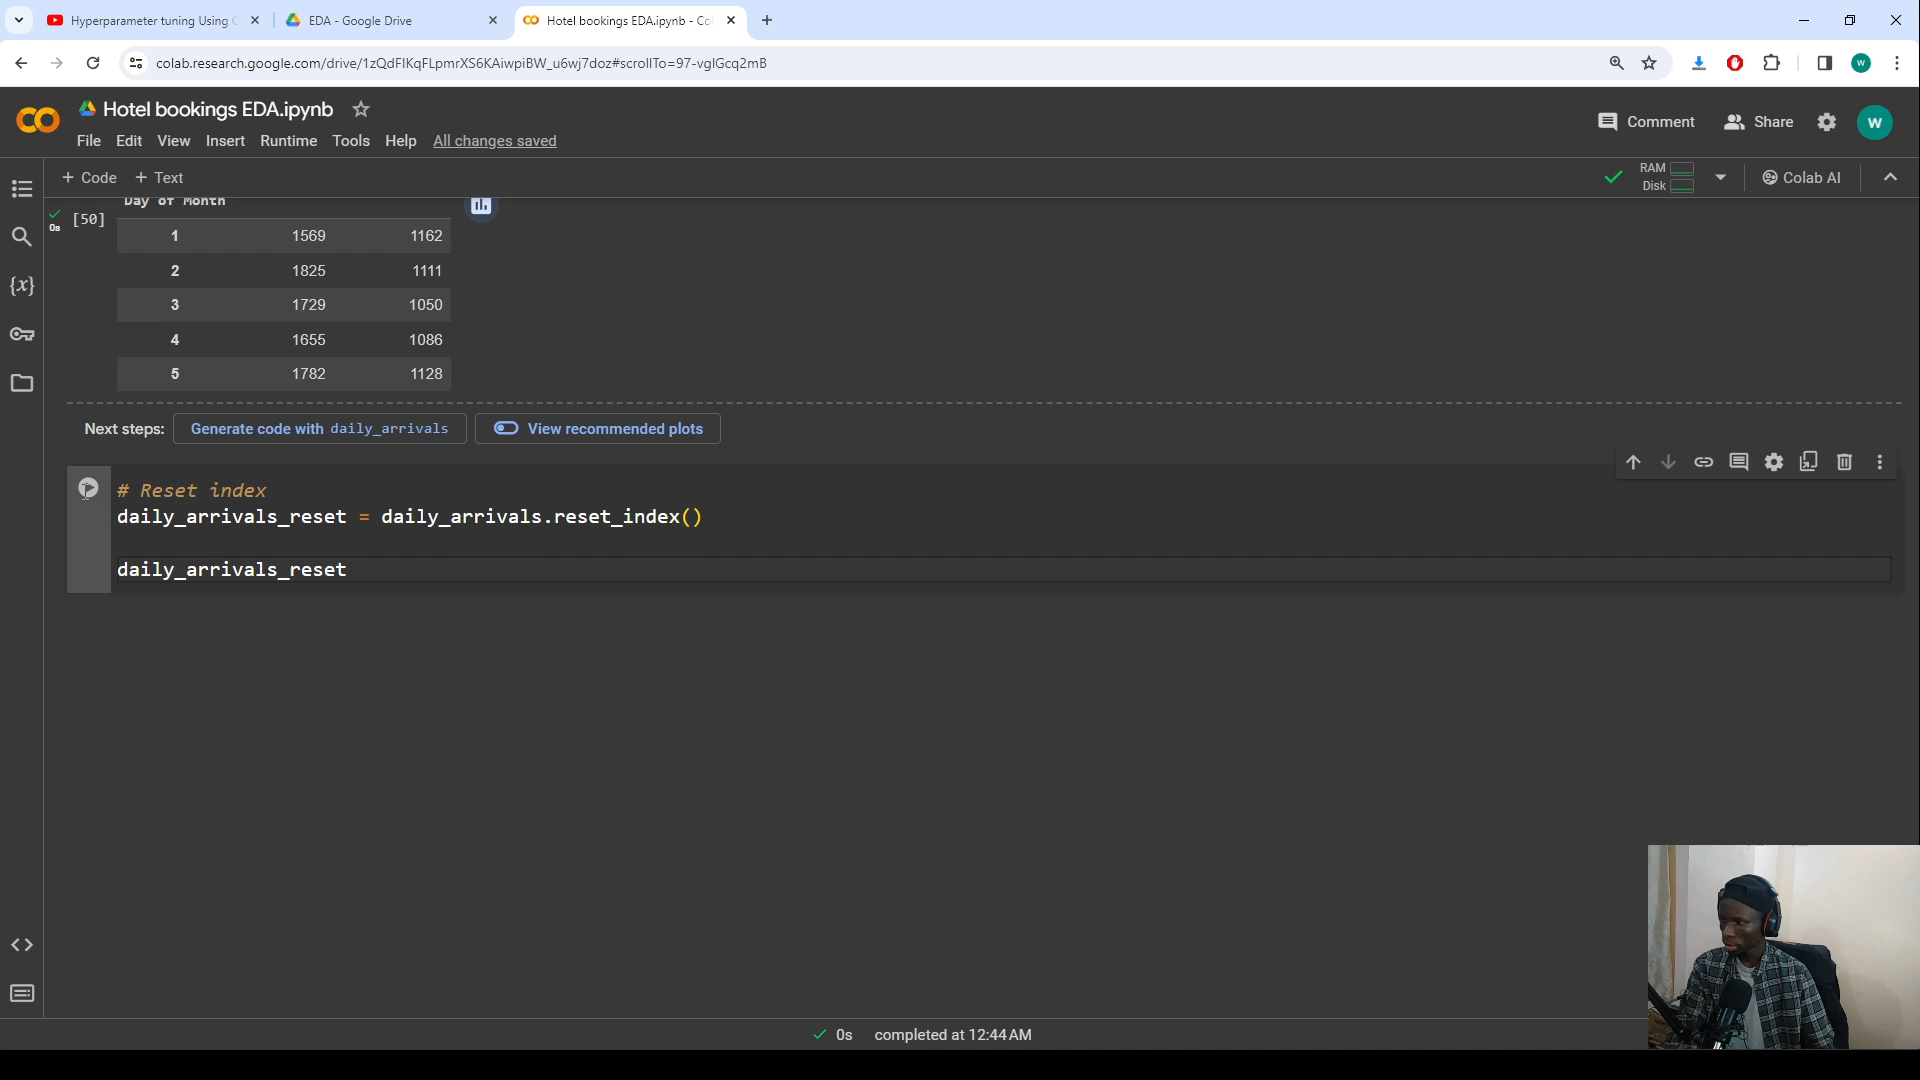 Hyperparameter tuning Using
EDA - Google Drive
Hotel bookings EDA.ipynb - Co
colab.research.google.com/drive/1zQdFIKqFLpmrXS6KAiwpiBW_u6wj7doz#scrollTo=97-vglGcq2mB
W
Hotel bookings EDA.ipynb
Comment
Share
W
File Edit View Insert Runtime Tools Help All changes saved
+ Code + Text
RAM
Disk
Colab AI
Day of Month
0s
[50]
1 1569 1162
2 1825 1111
3 1729 1050
4 1655 1086
5 1782 1128
Next steps: Generate code with daily_arrivals View recommended plots
# Reset index
daily_arrivals_reset = daily_arrivals.reset_index()
daily_arrivals_reset
{x}
0s completed at 12:44 AM